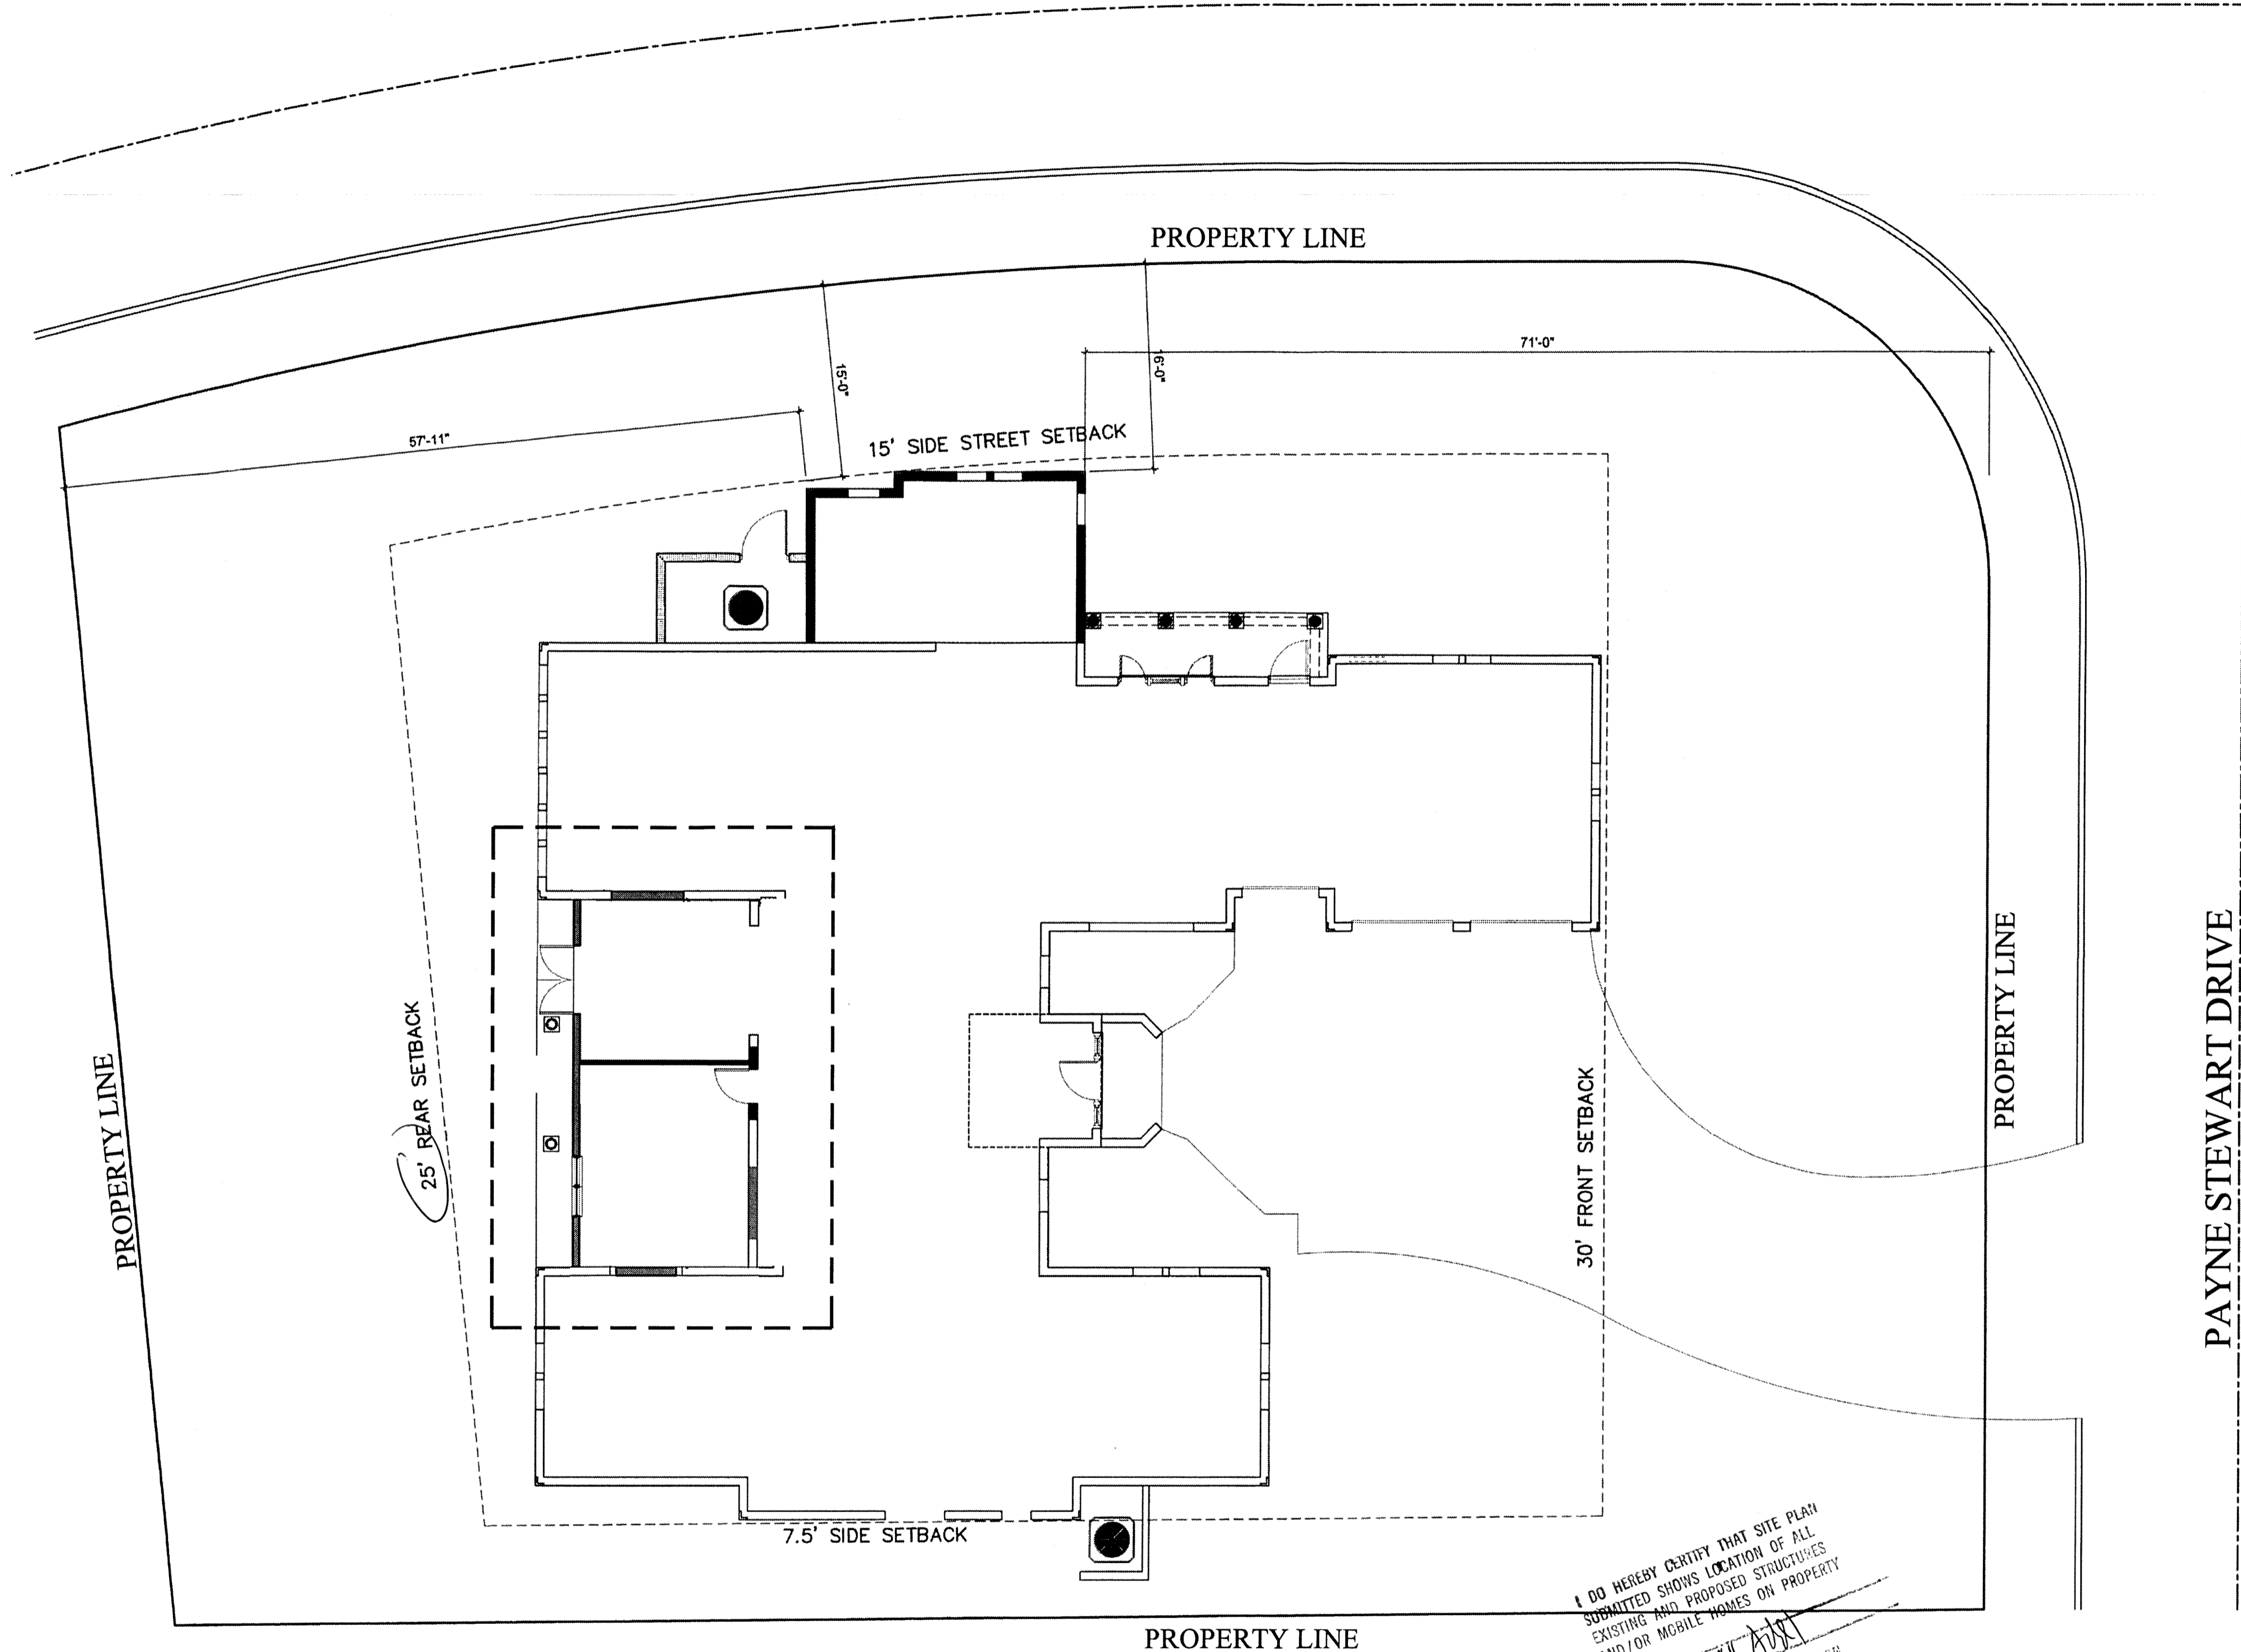 PROPERTY LINE
71'-0"
15'-0"
16'-0"
57'-11"
15' SIDE STREET SETBACK
25' REAR SETBACK
PROPERTY LINE
30' FRONT SETBACK
PROPERTY LINE
PAYNE STEWART DRIVE
7.5' SIDE SETBACK
PROPERTY LINE
I DO HEREBY CERTIFY THAT SITE PLAN
SUBMITTED SHOWS LOCATION OF ALL
EXISTING AND PROPOSED STRUCTURES
AND/OR MOBILE HOMES ON PROPERTY